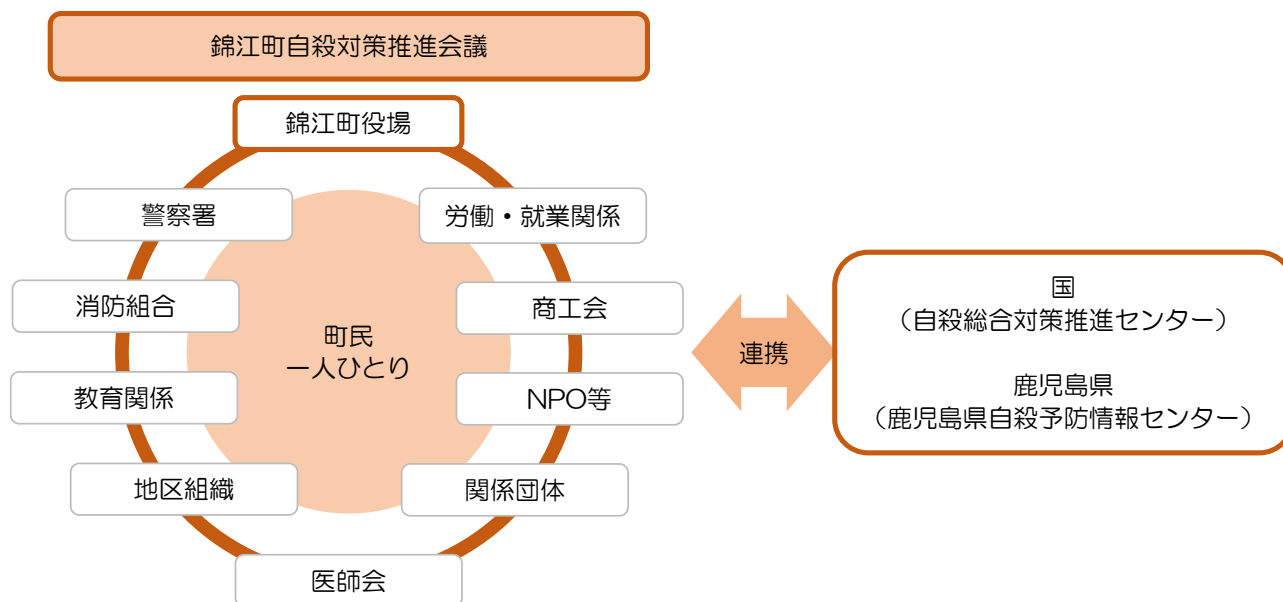 錦江町自殺対策推進会議
錦江町役場
警察署
労働・就業関係
消防組合
商工会
町民
一人ひとり
教育関係
NPO等
地区組織
関係団体
医師会
連携
国
（自殺総合対策推進センター）
鹿児島県
（鹿児島県自殺予防情報センター）